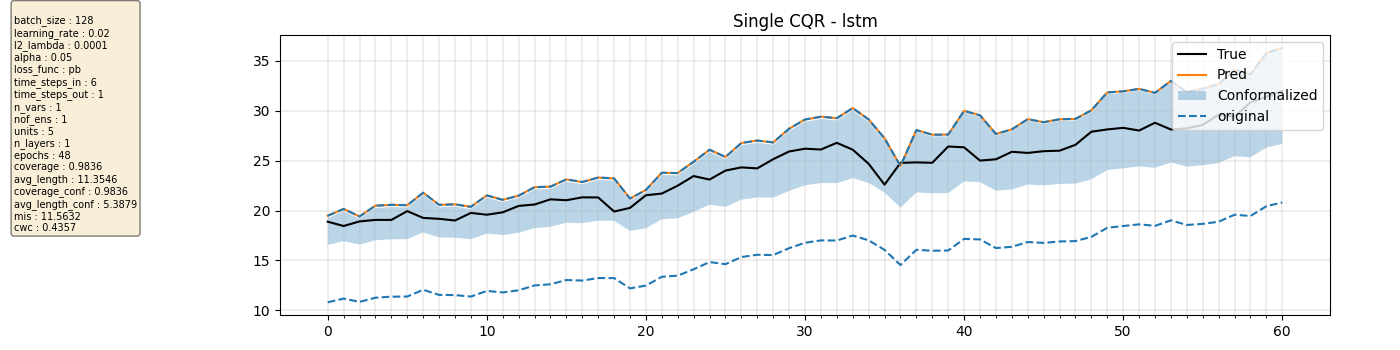 batch_size : 128
learning_rate : 0.02
l2_lambda : 0.0001
alpha : 0.05
loss_func : pb
time_steps_in : 6
time_steps_out : 1
n_vars : 1
nof_ens : 1
units : 5
n_layers : 1
epochs : 48
coverage : 0.9836
avg_length : 11.3546
coverage_conf : 0.9836
avg_length_conf : 5.3879
mis : 11.5632
cwc : 0.4357
Single CQR - lstm
35
30
25
20
15
10
0 10 20 30 40 50 60
True
Pred
Conformalized
original